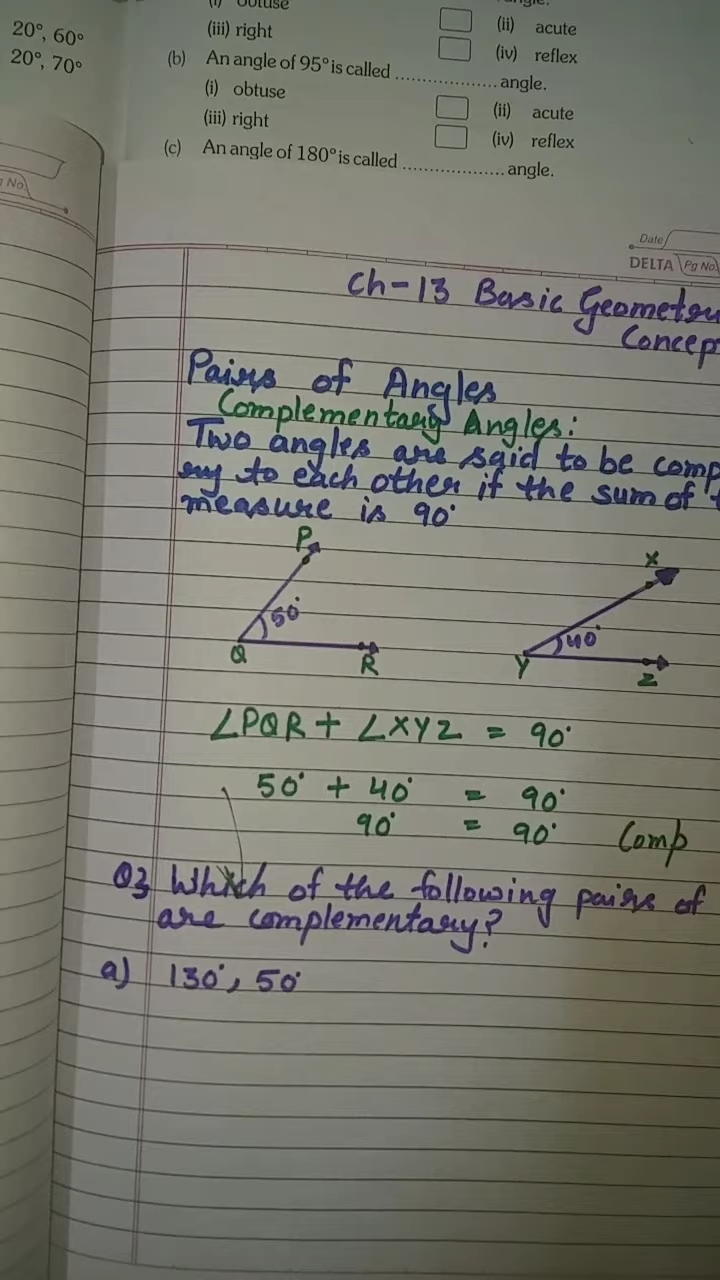 20°, 60°
20°, 70°
(i) obtuse
(ii) acute
(iii) right
(iv) reflex
(b) An angle of 95° is called .................. angle.
(i) obtuse
(ii) acute
(iii) right
(iv) reflex
(c) An angle of 180° is called .................. angle.
Pg No
Date
DELTA Pg No
Ch-13 Basic
Pairs of Angles
Complementary Angles:
Two angles are said to be
to each other if the sum of
measure is 90°
P
50°
Q
R
X
40°
Y
Z
∠PQR + ∠XYZ = 90°
50° + 40° = 90°
90° = 90° Comp
Q3 Which of the following pairs of
are complementary?
a) 130°, 50°